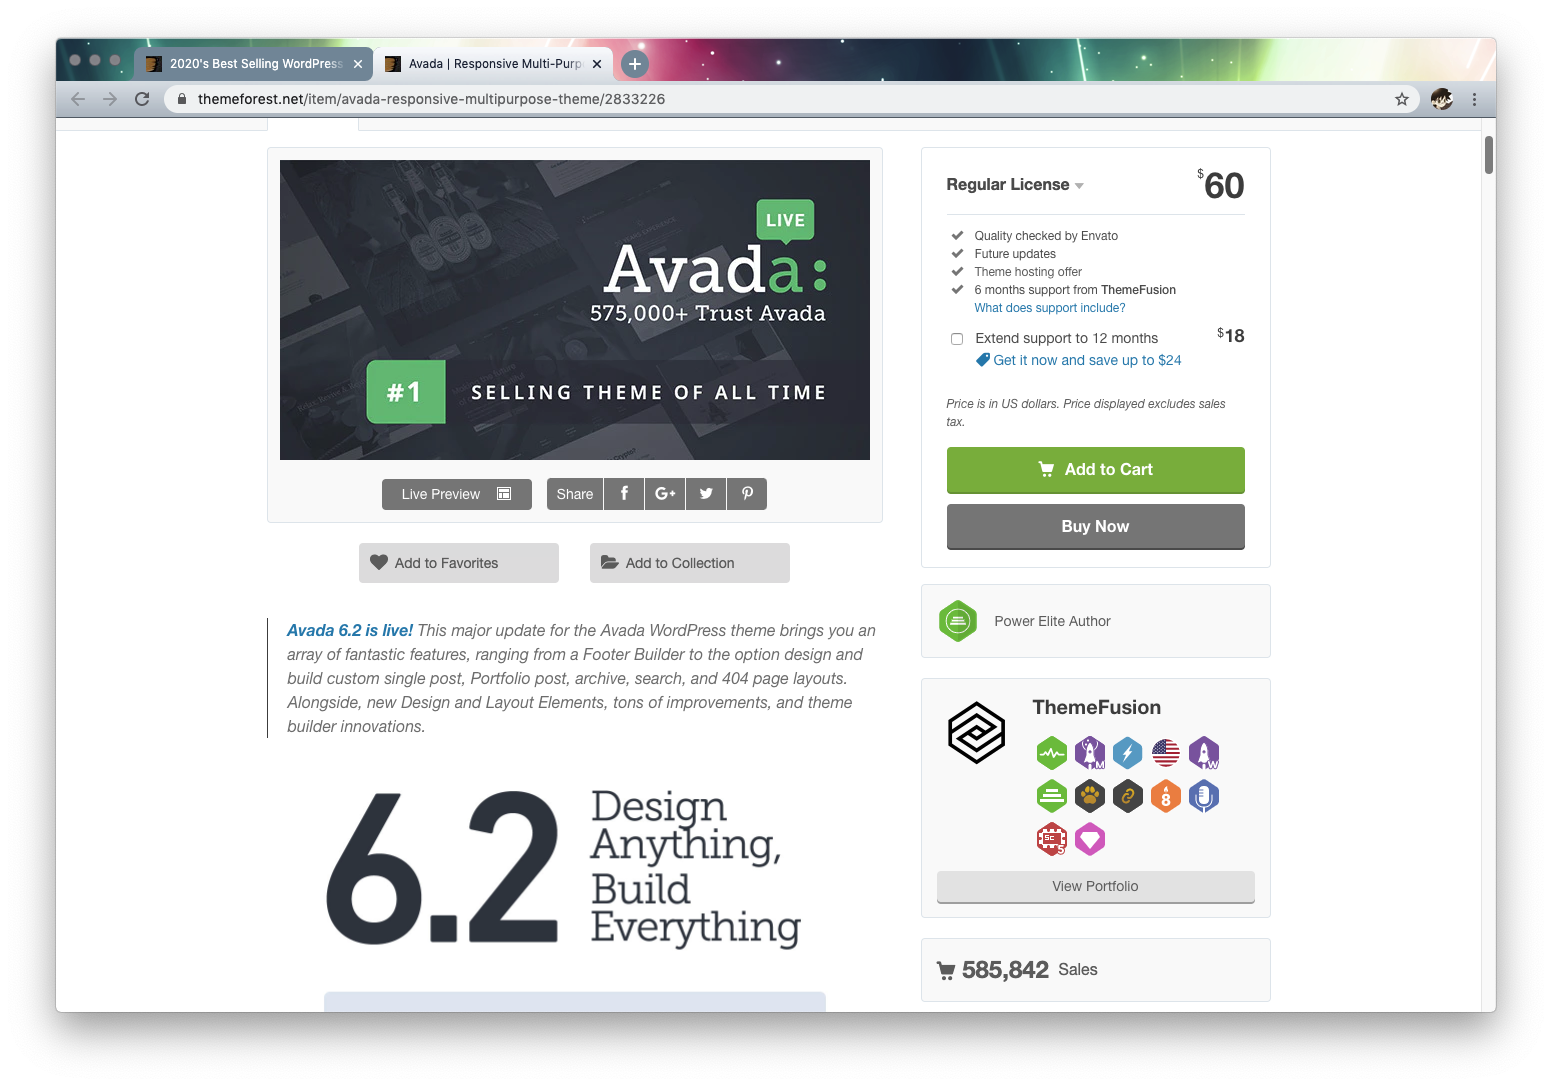 2020's Best Selling WordPress
Avada | Responsive Multi-Purp
themeforest.net/item/avada-responsive-multipurpose-theme/2833226
LIVE
Avada:
575,000+ Trust Avada
#1 SELLING THEME OF ALL TIME
Live Preview
Share
Add to Favorites
Add to Collection
Avada 6.2 is live! This major update for the Avada WordPress theme brings you an
array of fantastic features, ranging from a Footer Builder to the option design and
build custom single post, Portfolio post, archive, search, and 404 page layouts.
Alongside, new Design and Layout Elements, tons of improvements, and theme
builder innovations.
6.2
Design
Anything,
Build
Everything
Regular License
$60
Quality checked by Envato
Future updates
Theme hosting offer
6 months support from ThemeFusion
What does support include?
Extend support to 12 months
$18
Get it now and save up to $24
Price is in US dollars. Price displayed excludes sales
tax.
Add to Cart
Buy Now
Power Elite Author
ThemeFusion
M
W
8
SC
5
View Portfolio
585,842 Sales